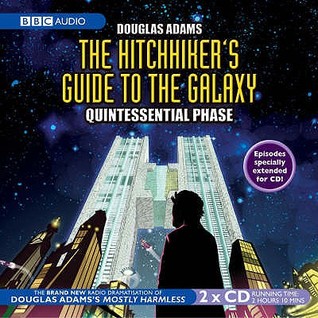 BBC AUDIO
DOUGLAS ADAMS
THE HITCHHIKER'S
GUIDE TO THE GALAXY
QUINTESSENTIAL PHASE
Episodes
specially
extended
for CD!
THE BRAND NEW RADIO DRAMATISATION OF
DOUGLAS ADAMS'S MOSTLY HARMLESS
2 x CD
RUNNING TIME:
2 HOURS 10 MINS